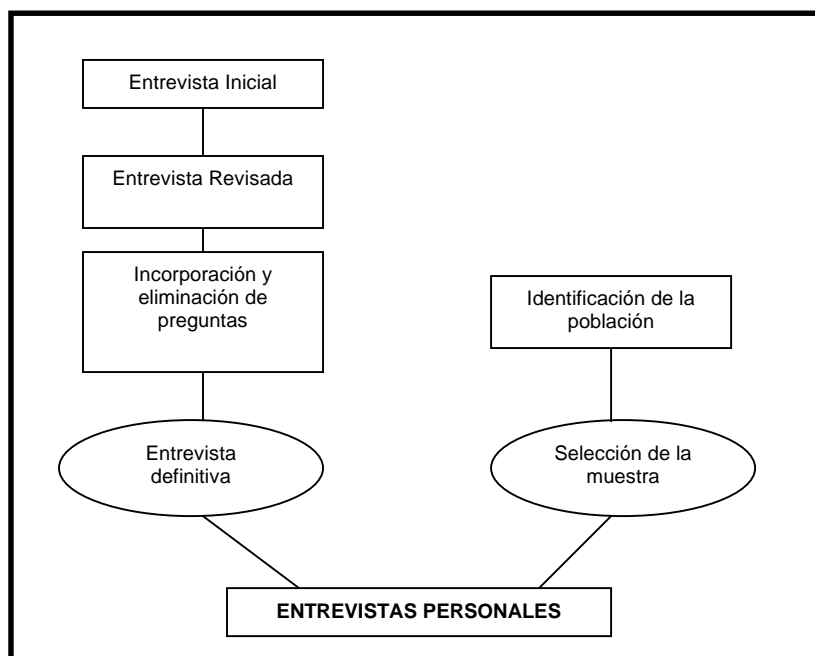 Entrevista Inicial
Entrevista Revisada
Incorporación y
eliminación de
preguntas
Identificación de la
población
Entrevista
definitiva
Selección de la
muestra
ENTREVISTAS PERSONALES